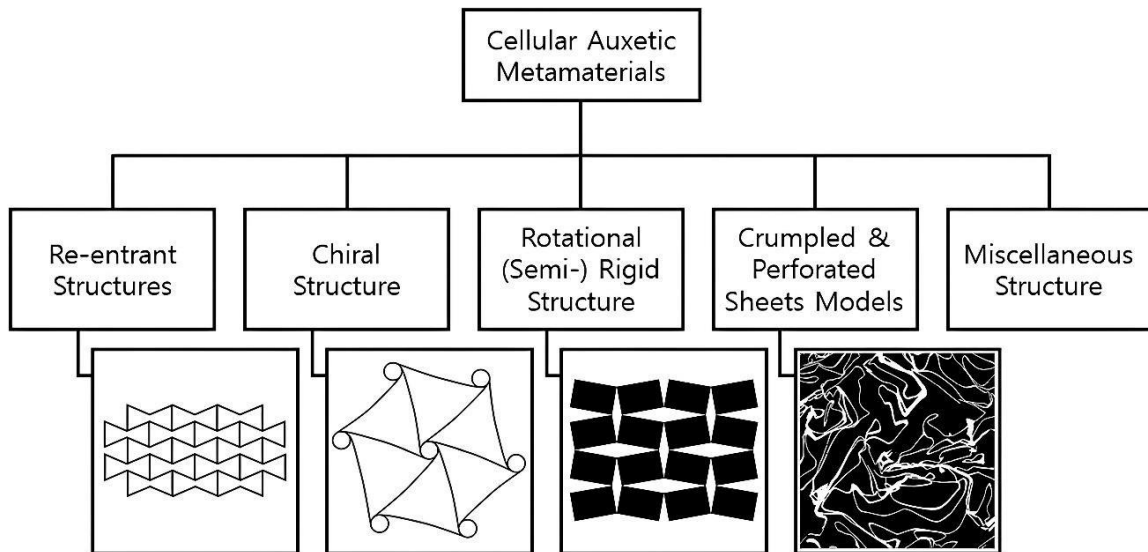 Cellular Auxetic
Metamaterials
Re-entrant
Structures
Chiral
Structure
Rotational
(Semi-) Rigid
Structure
Crumpled &
Perforated
Sheets Models
Miscellaneous
Structure